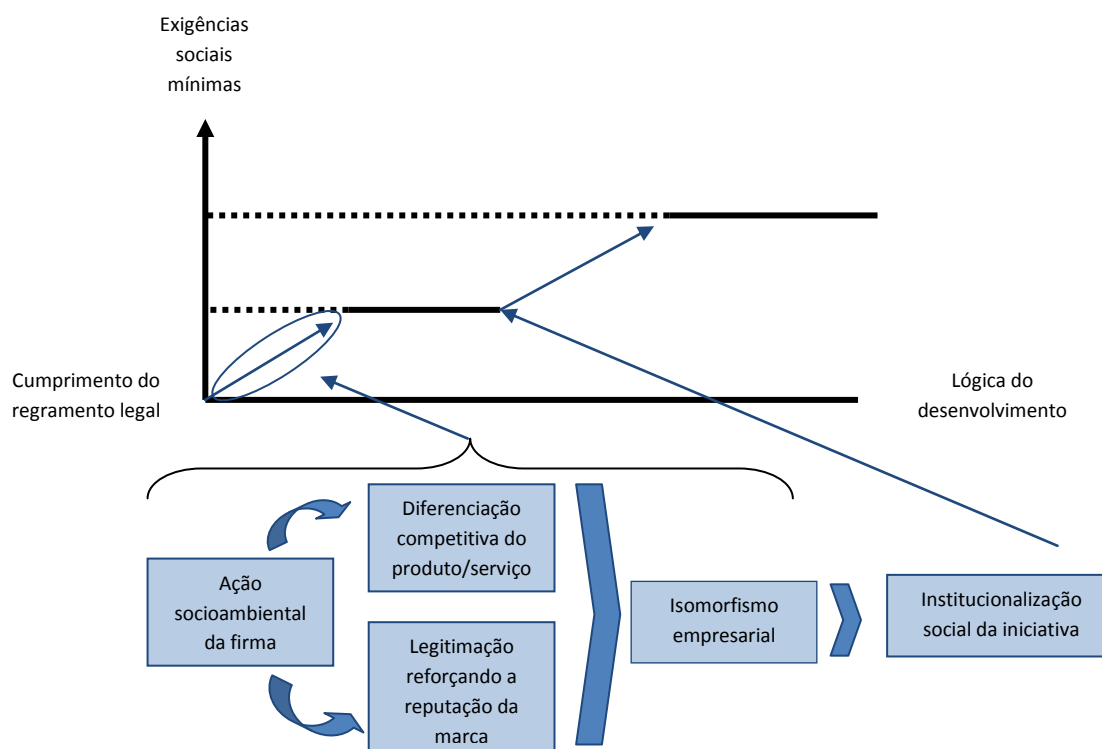 Exigências
sociais
mínimas
Cumprimento do
regramento legal
Lógica do
desenvolvimento
Ação
socioambiental
da firma
Diferenciação
competitiva do
produto/serviço
Legitimação
reforçando a
reputação da
marca
Isomorfismo
empresarial
Institucionalização
social da iniciativa